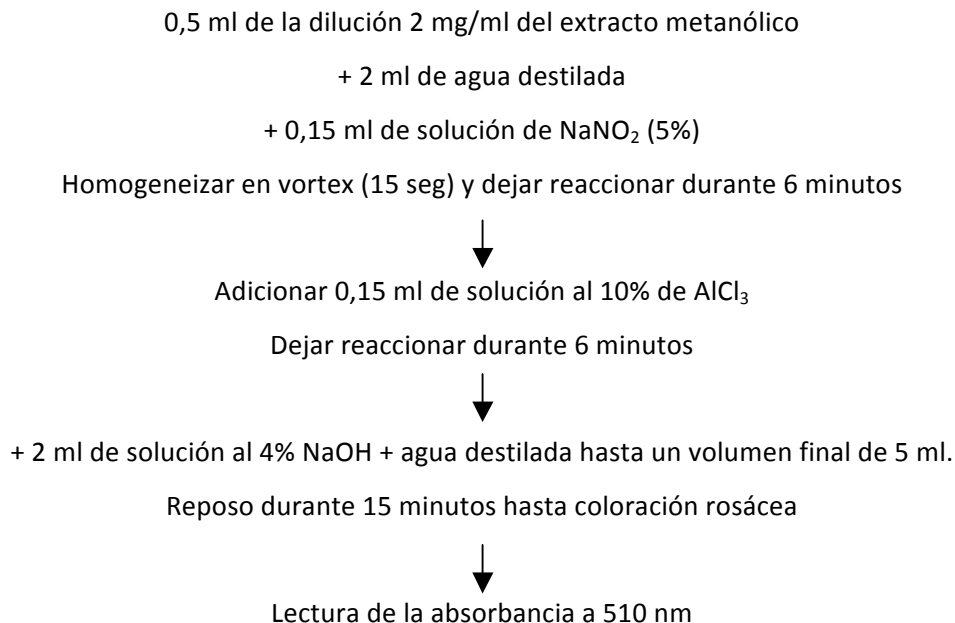 0,5 ml de la dilución 2 mg/ml del extracto metanólico
+ 2 ml de agua destilada
+ 0,15 ml de solución de NaNO₂ (5%)
Homogeneizar en vortex (15 seg) y dejar reaccionar durante 6 minutos
Adicionar 0,15 ml de solución al 10% de AlCl₃
Dejar reaccionar durante 6 minutos
+ 2 ml de solución al 4% NaOH + agua destilada hasta un volumen final de 5 ml.
Reposo durante 15 minutos hasta coloración rosácea
Lectura de la absorbancia a 510 nm